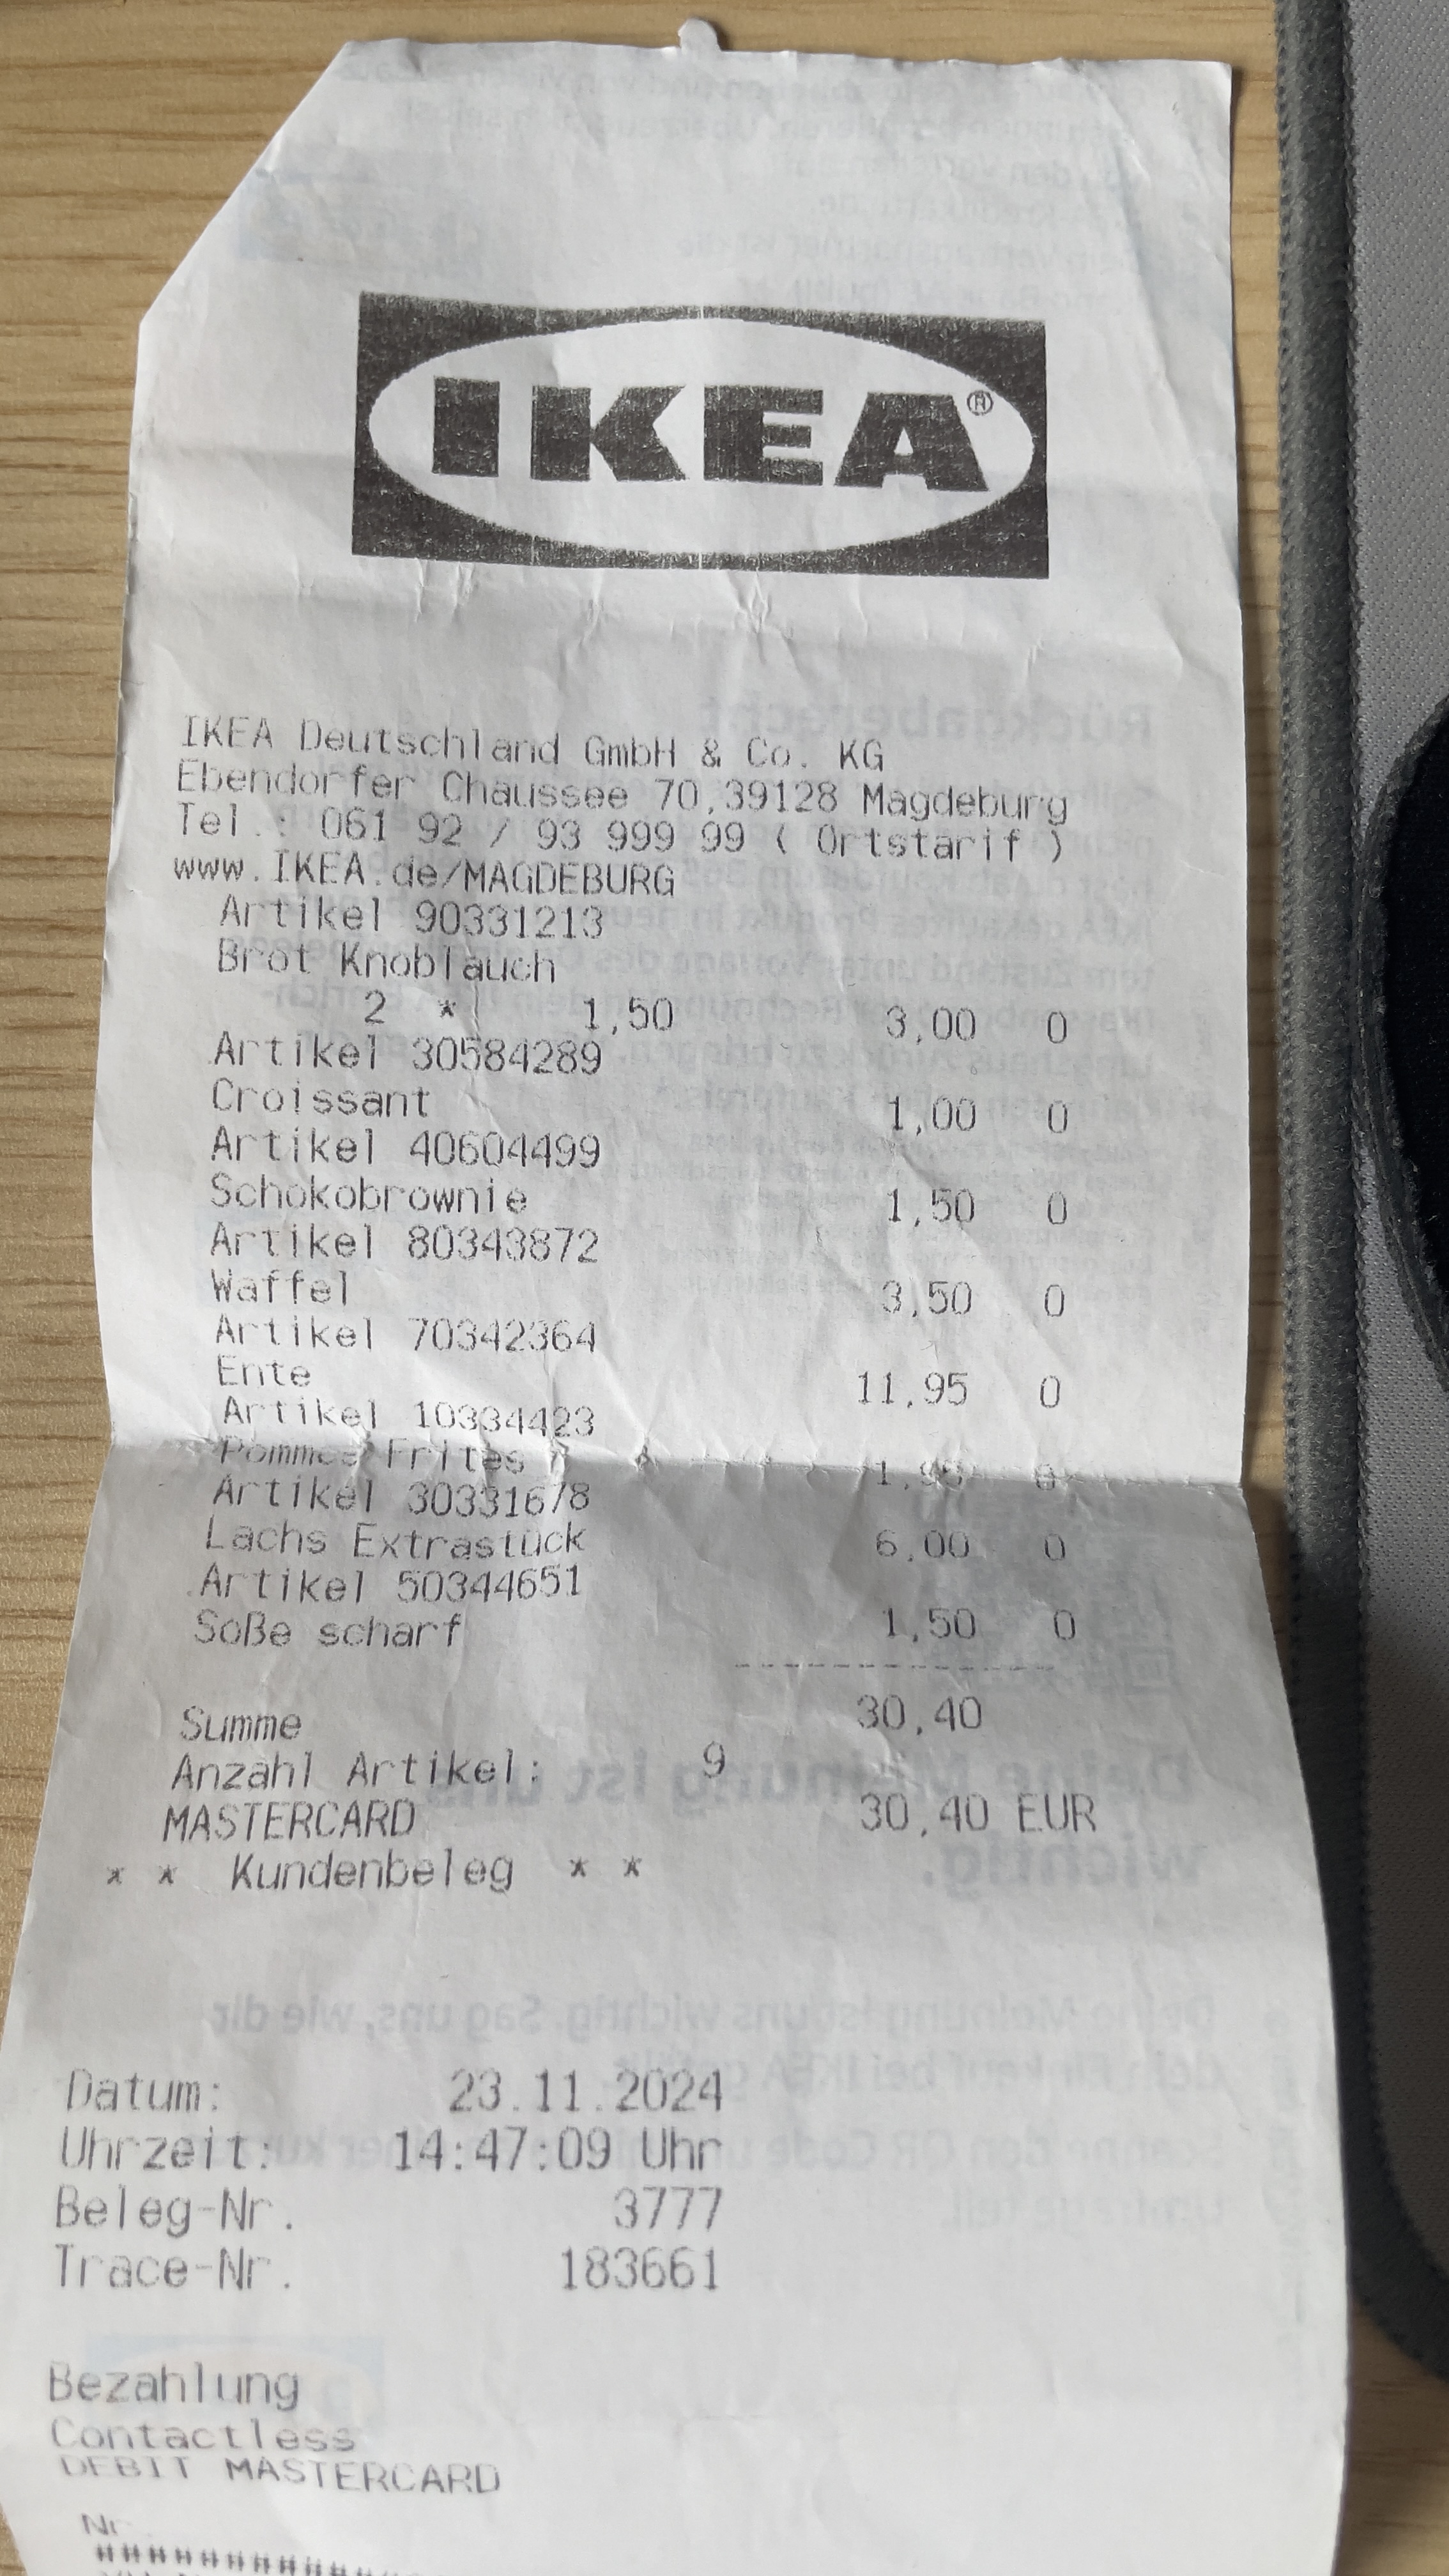 IKEA®
IKEA Deutschland GmbH & Co. KG
Ebendorfer Chaussee 70,39128 Magdeburg
Tel.: 061 92 / 93 999 99 ( Ortstarif )
www.IKEA.de/MAGDEBURG
Artikel 90331213
Brot Knoblauch
2 * 1,50 3,00 0
Artikel 30584289
Croissant 1,00 0
Artikel 40604499
Schokobrownie 1,50 0
Artikel 80343872
Waffel 3,50 0
Artikel 70342364
Ente 11,95 0
Artikel 10334423
Pommes Frites 1,95 0
Artikel 30331678
Lachs Extrastück 6,00 0
Artikel 50344651
Soße scharf 1,50 0
Summe 30,40
Anzahl Artikel: 9
MASTERCARD 30,40 EUR
* * Kundenbeleg * *
Datum: 23.11.2024
Uhrzeit: 14:47:09 Uhr
Beleg-Nr. 3777
Trace-Nr. 183661
Bezahlung
Contactless
DEBIT MASTERCARD
Nr.